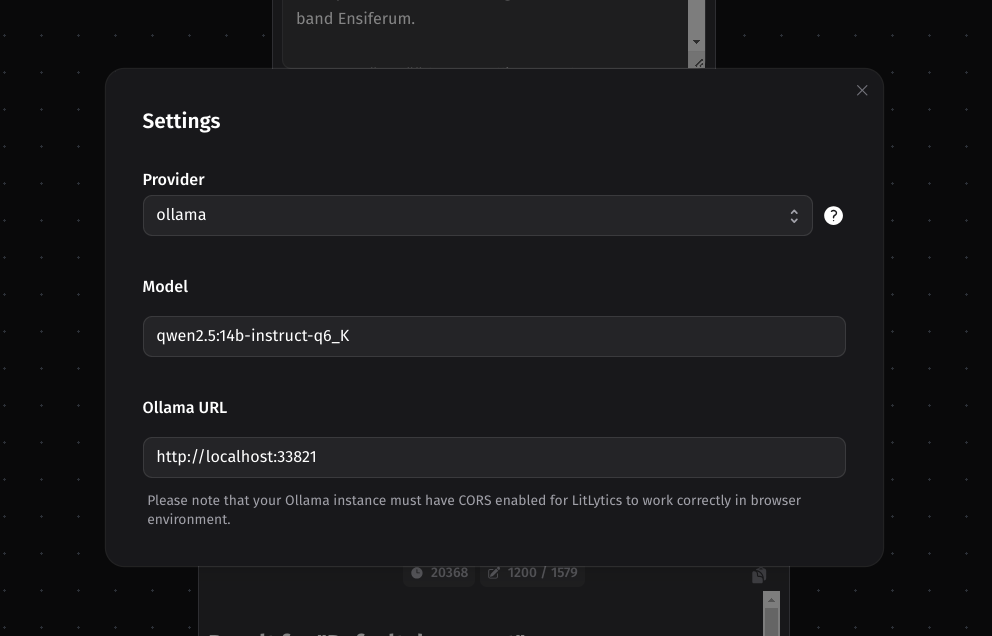 band Ensiferum.
Settings
Provider
ollama
?
Model
qwen2.5:14b-instruct-q6_K
Ollama URL
http://localhost:33821
Please note that your Ollama instance must have CORS enabled for LitLytics to work correctly in browser
environment.
20368 1200 / 1579